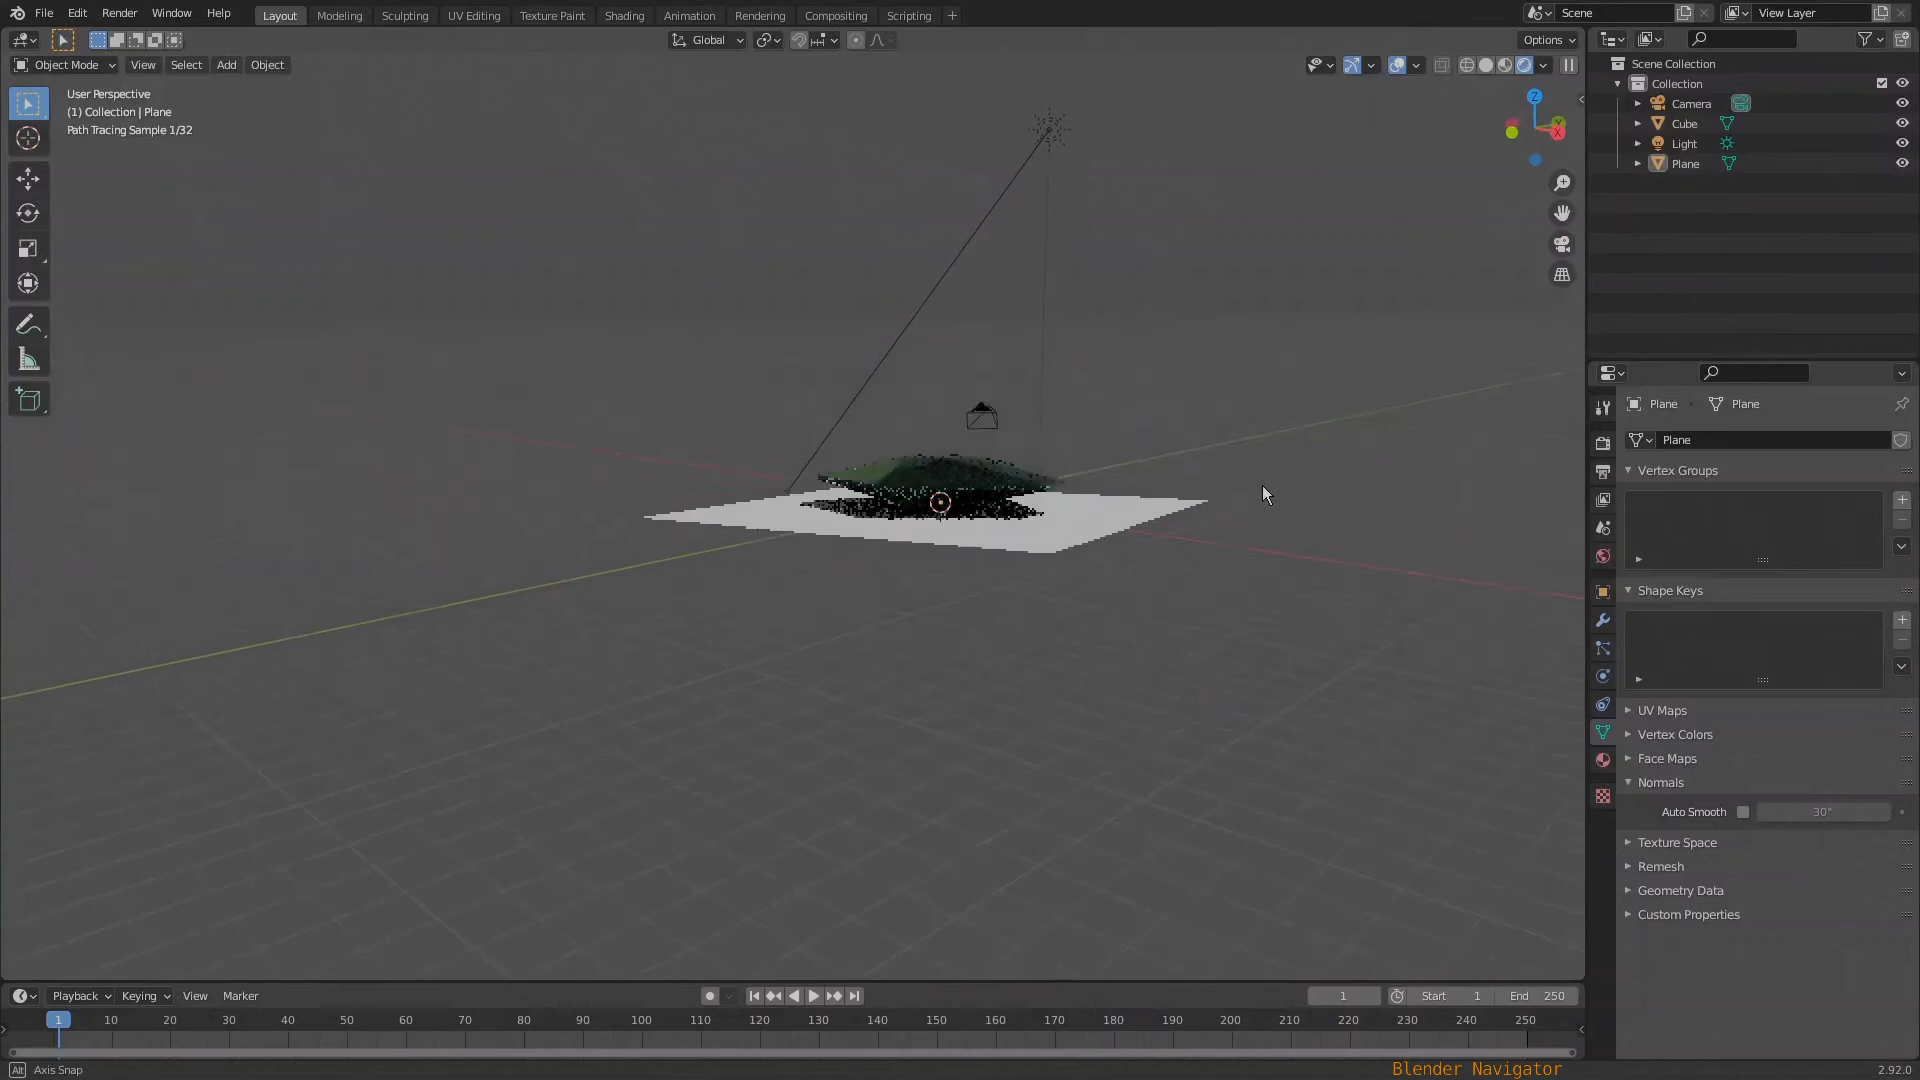 File Edit Render Window Help Layout Modeling Sculpting UV Editing Texture Paint Shading Animation Rendering Compositing Scripting + Scene View Layer
Global Options
Object Mode View Select Add Object
User Perspective
(1) Collection | Plane
Path Tracing Sample 1/32
Z
Y
X
Scene Collection
Collection
Camera
Cube
Light
Plane
Plane Plane
Plane
Vertex Groups
Shape Keys
UV Maps
Vertex Colors
Face Maps
Normals
Auto Smooth 30°
Texture Space
Remesh
Geometry Data
Custom Properties
Playback Keying View Marker 1 Start 1 End 250
1 10 20 30 40 50 60 70 80 90 100 110 120 130 140 150 160 170 180 190 200 210 220 230 240 250
Alt Axis Snap Blender Navigator 2.92.0